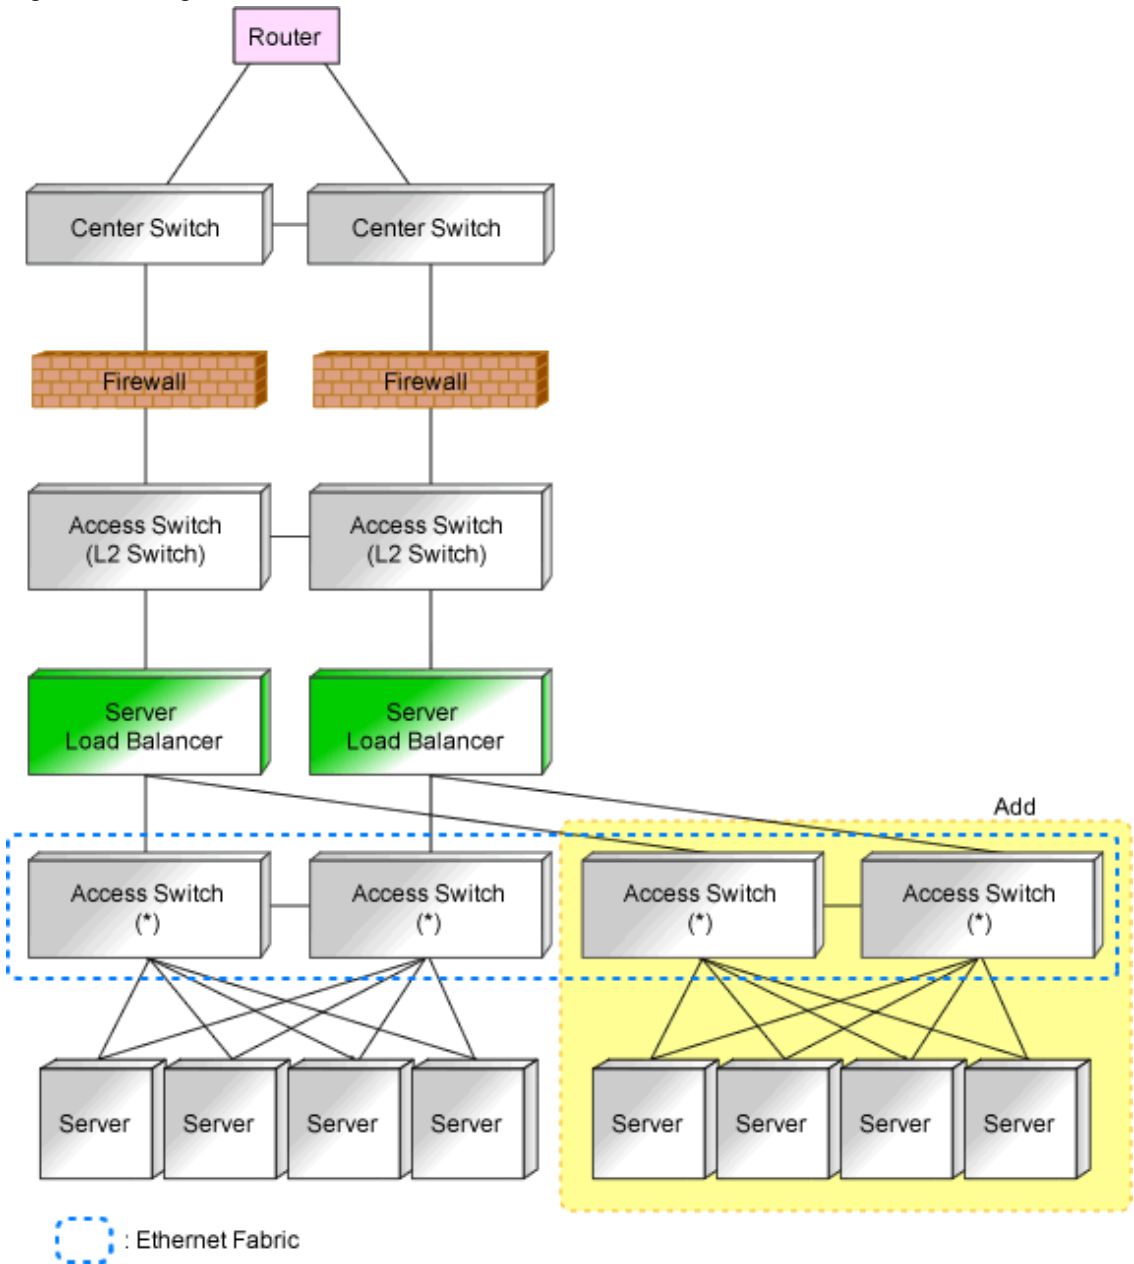 Router
Center Switch
Center Switch
Firewall
Firewall
Access Switch
(L2 Switch)
Access Switch
(L2 Switch)
Server
Load Balancer
Server
Load Balancer
Add
Access Switch
(*)
Access Switch
(*)
Access Switch
(*)
Access Switch
(*)
Server
Server
Server
Server
Server
Server
Server
Server
: Ethernet Fabric